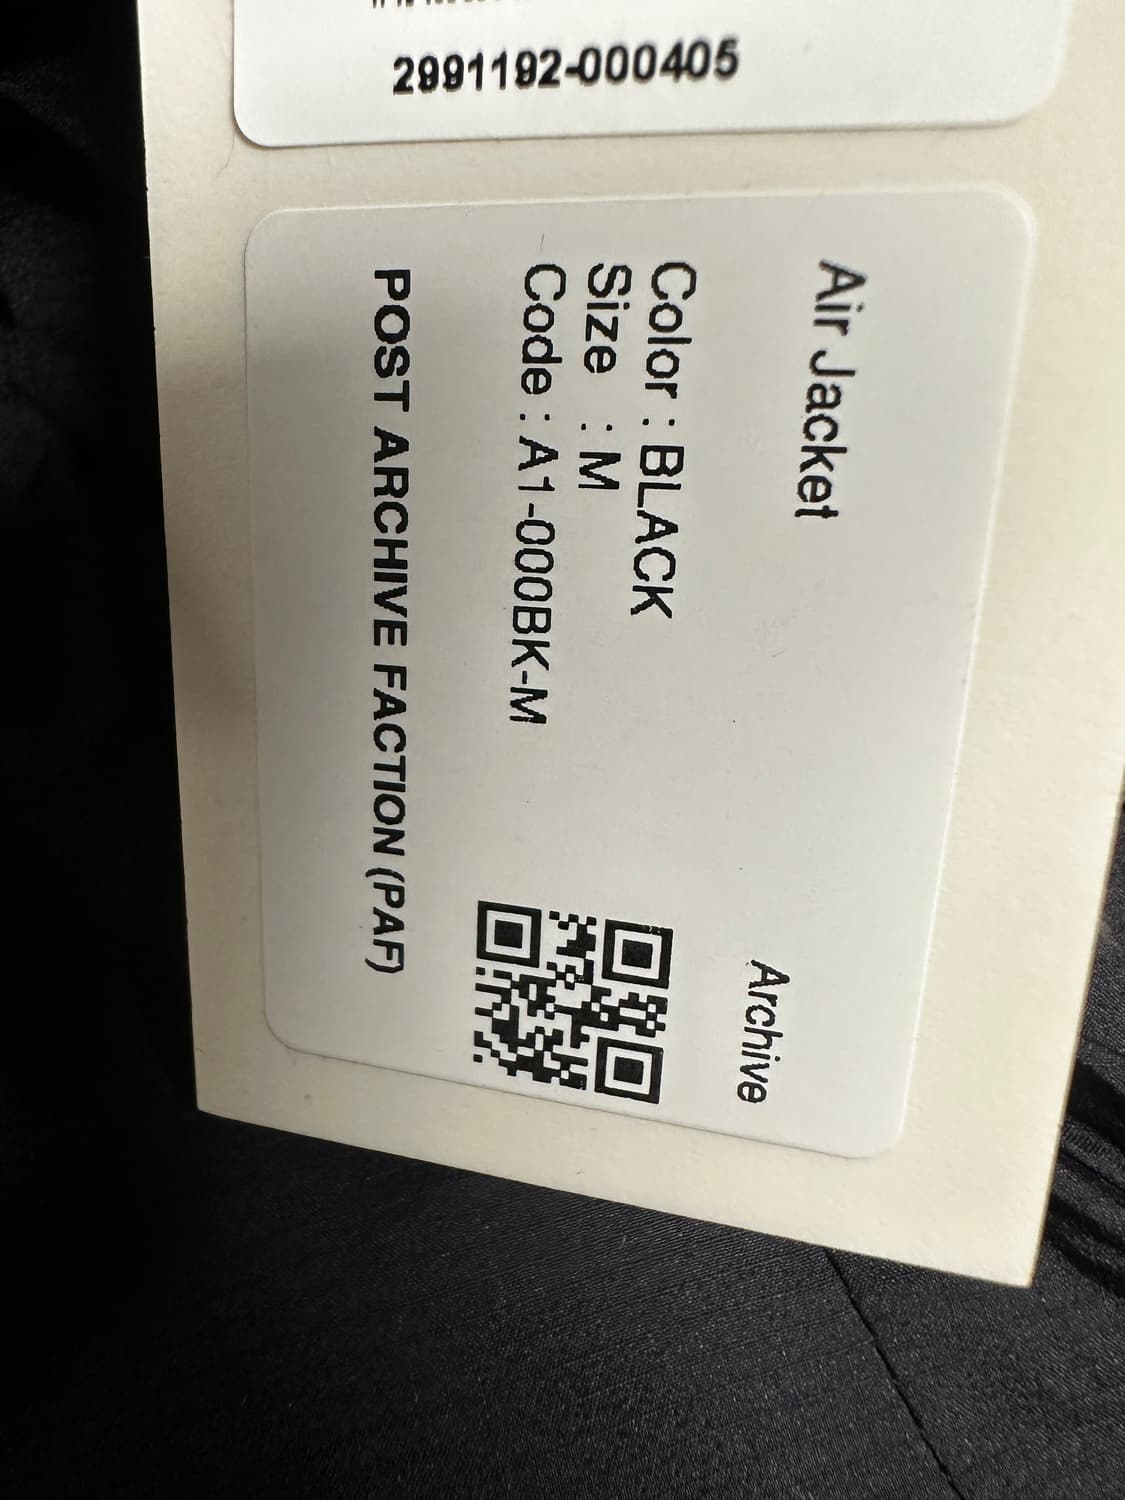 2991192-000405
Air Jacket
Archive
Color : BLACK
Size : M
Code : A1-000BK-M
POST ARCHIVE FACTION (PAF)